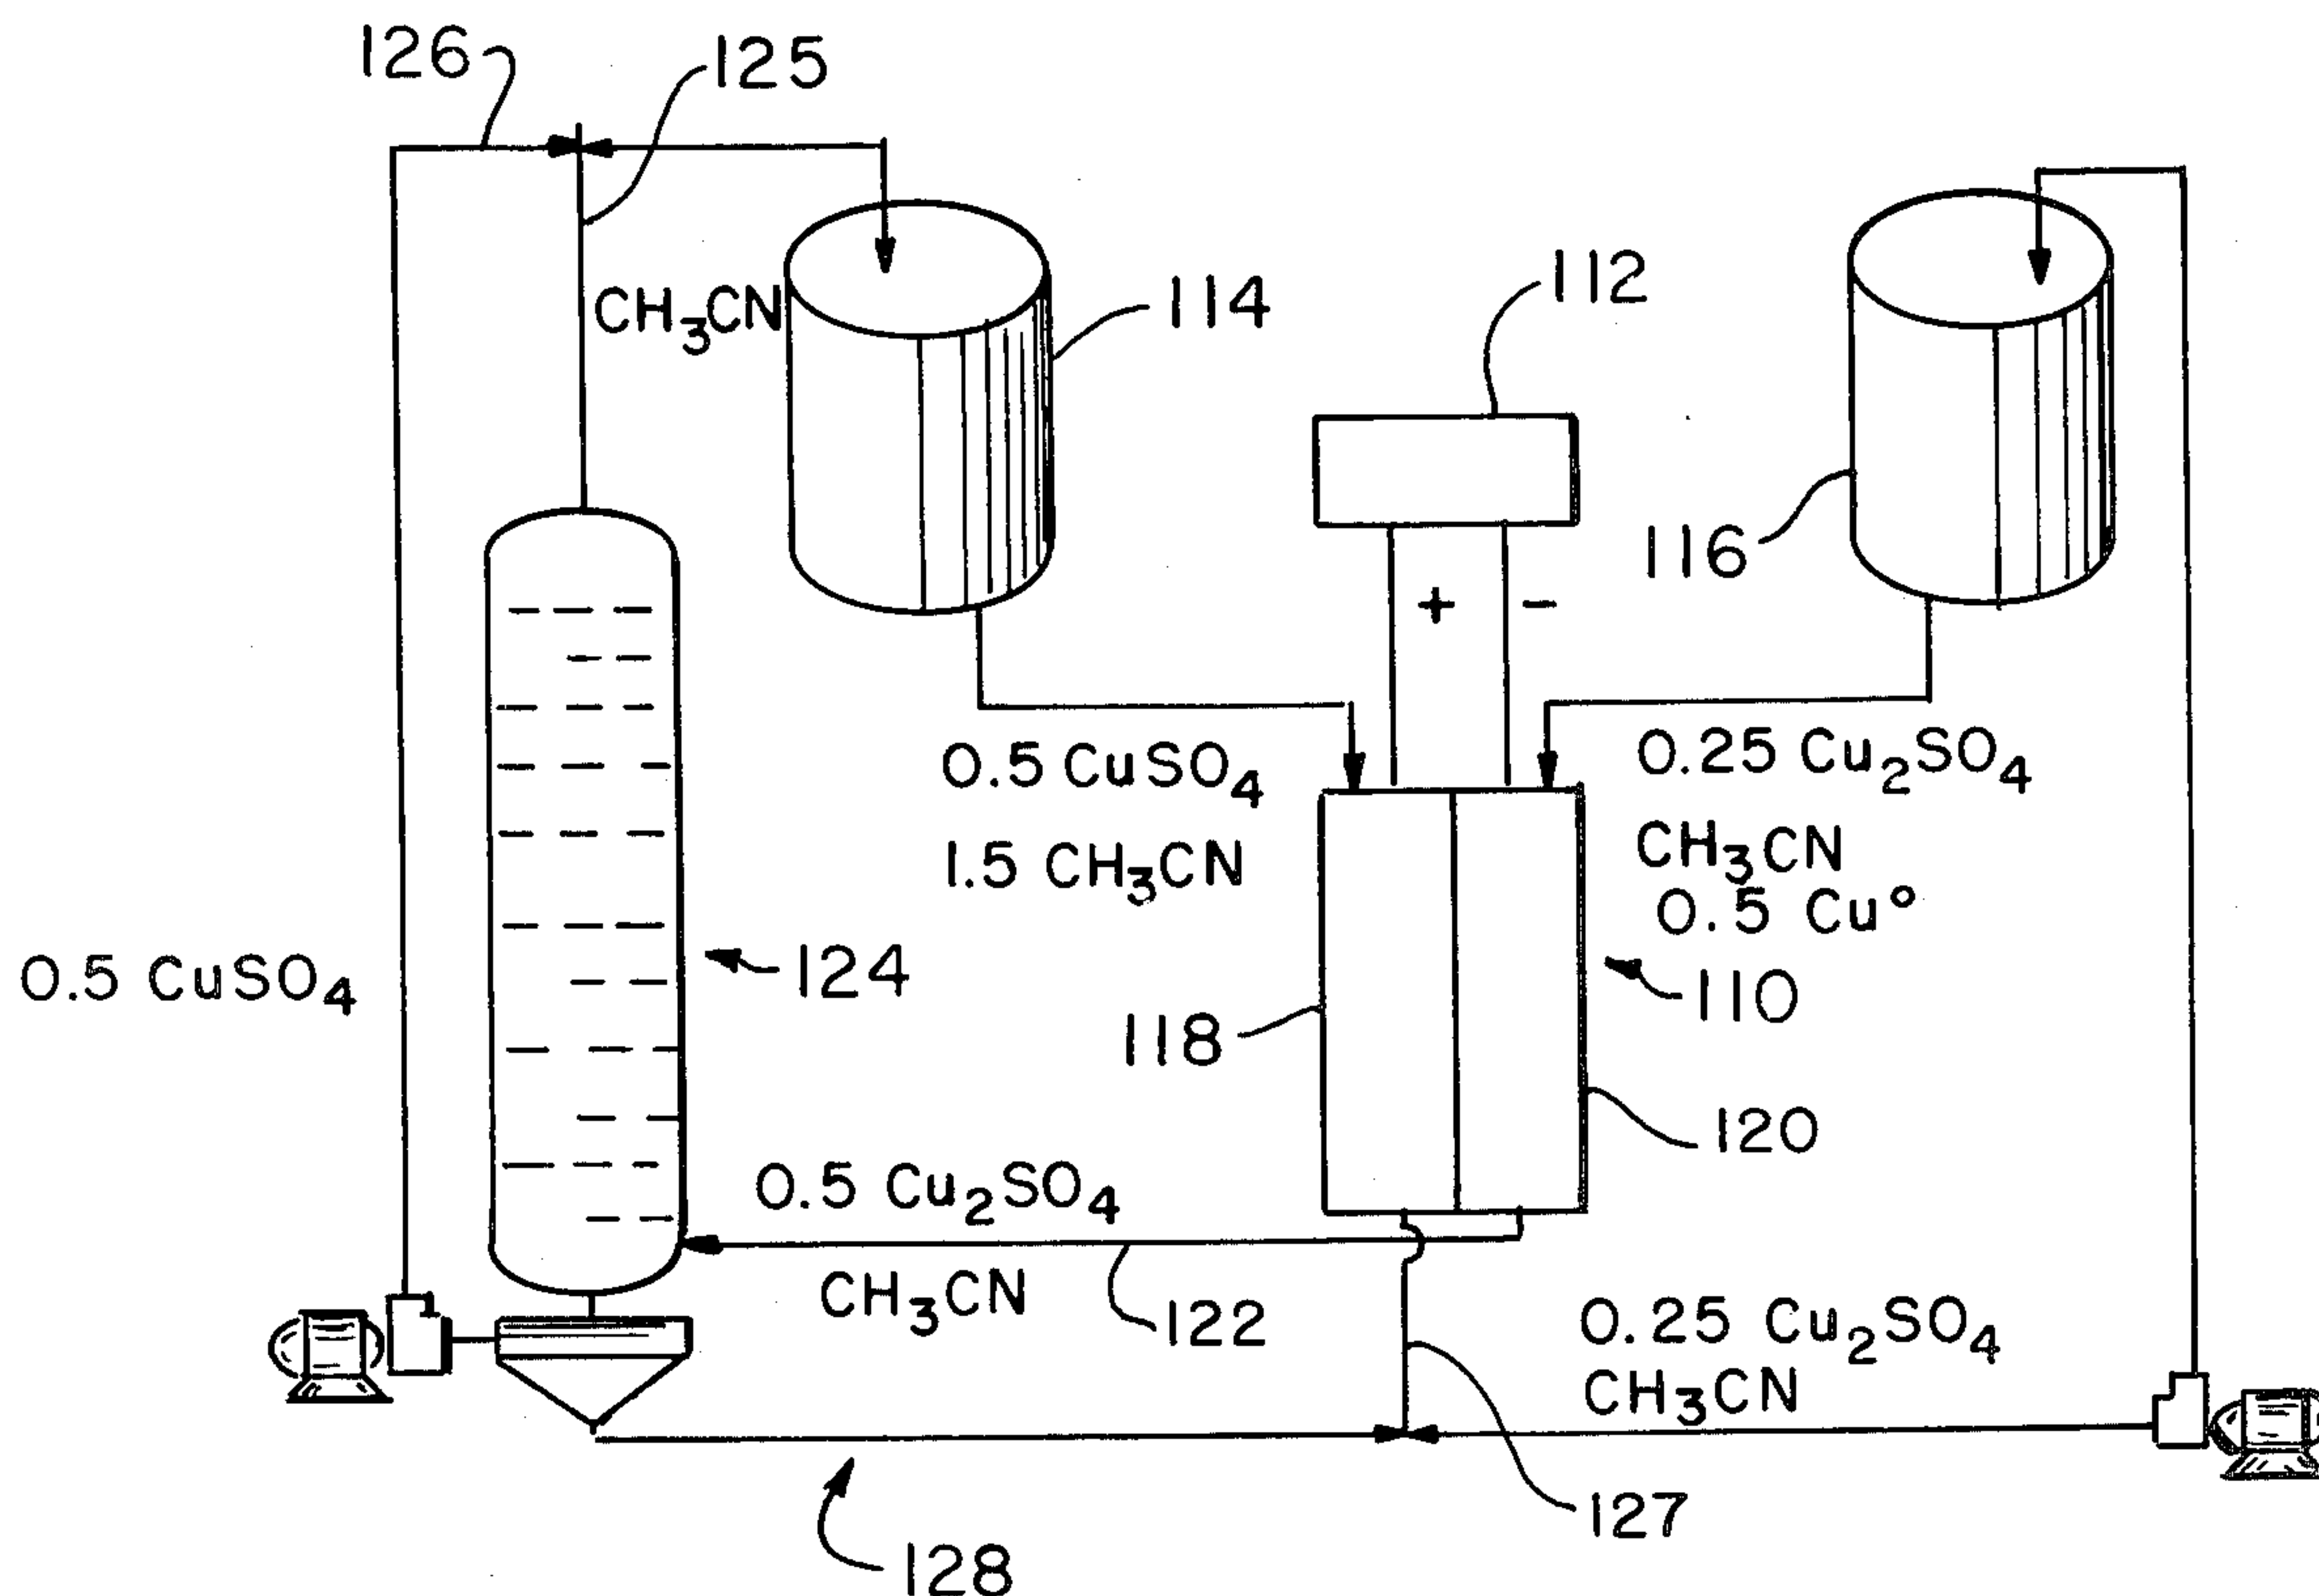 126
125
CH₃CN
114
112
116
+ -
0.5 CuSO₄
1.5 CH₃CN
0.25 Cu₂SO₄
CH₃CN
0.5 Cu°
0.5 CuSO₄
124
110
118
120
0.5 Cu₂SO₄
CH₃CN
122
0.25 Cu₂SO₄
CH₃CN
127
128